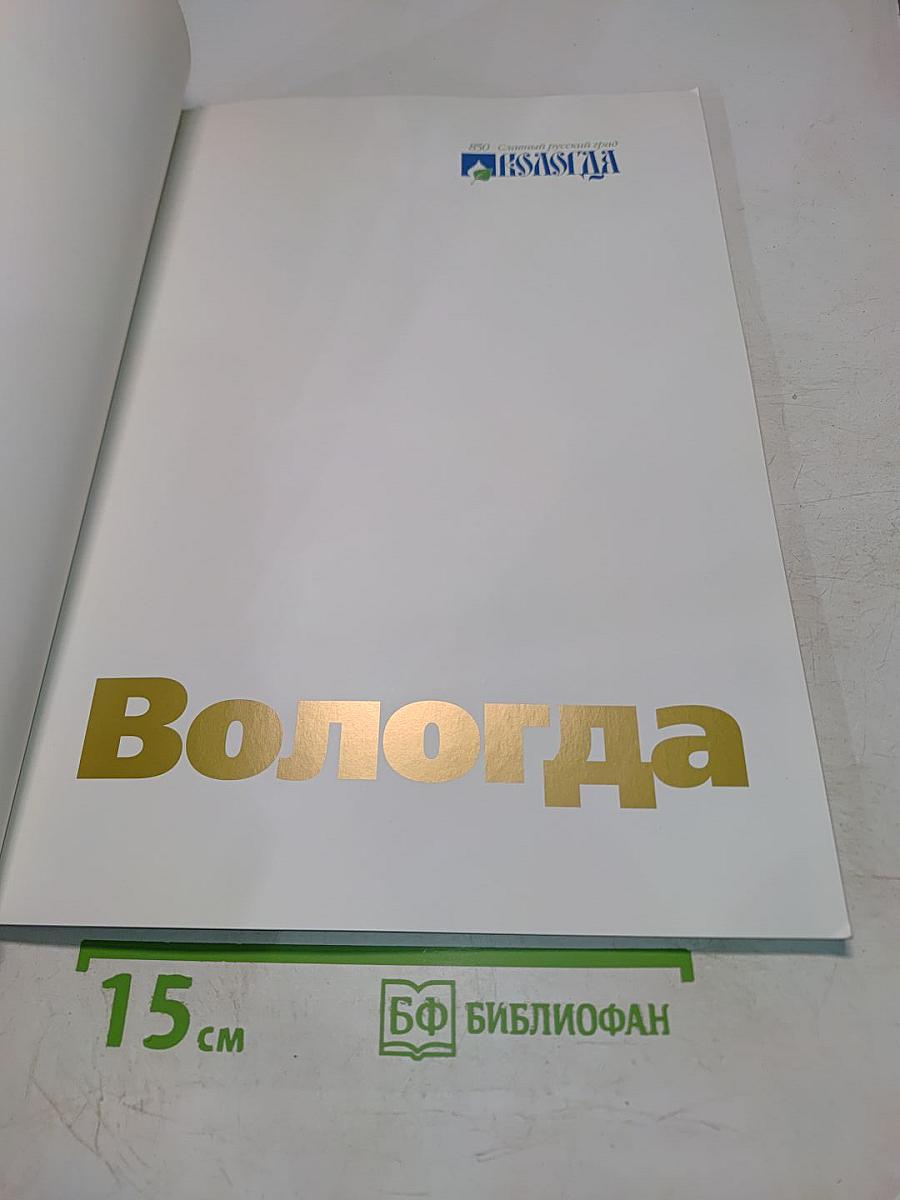 850 Славный русский град
ВОЛОГДА
Вологда
15 см
БФ БИБЛИОФАН